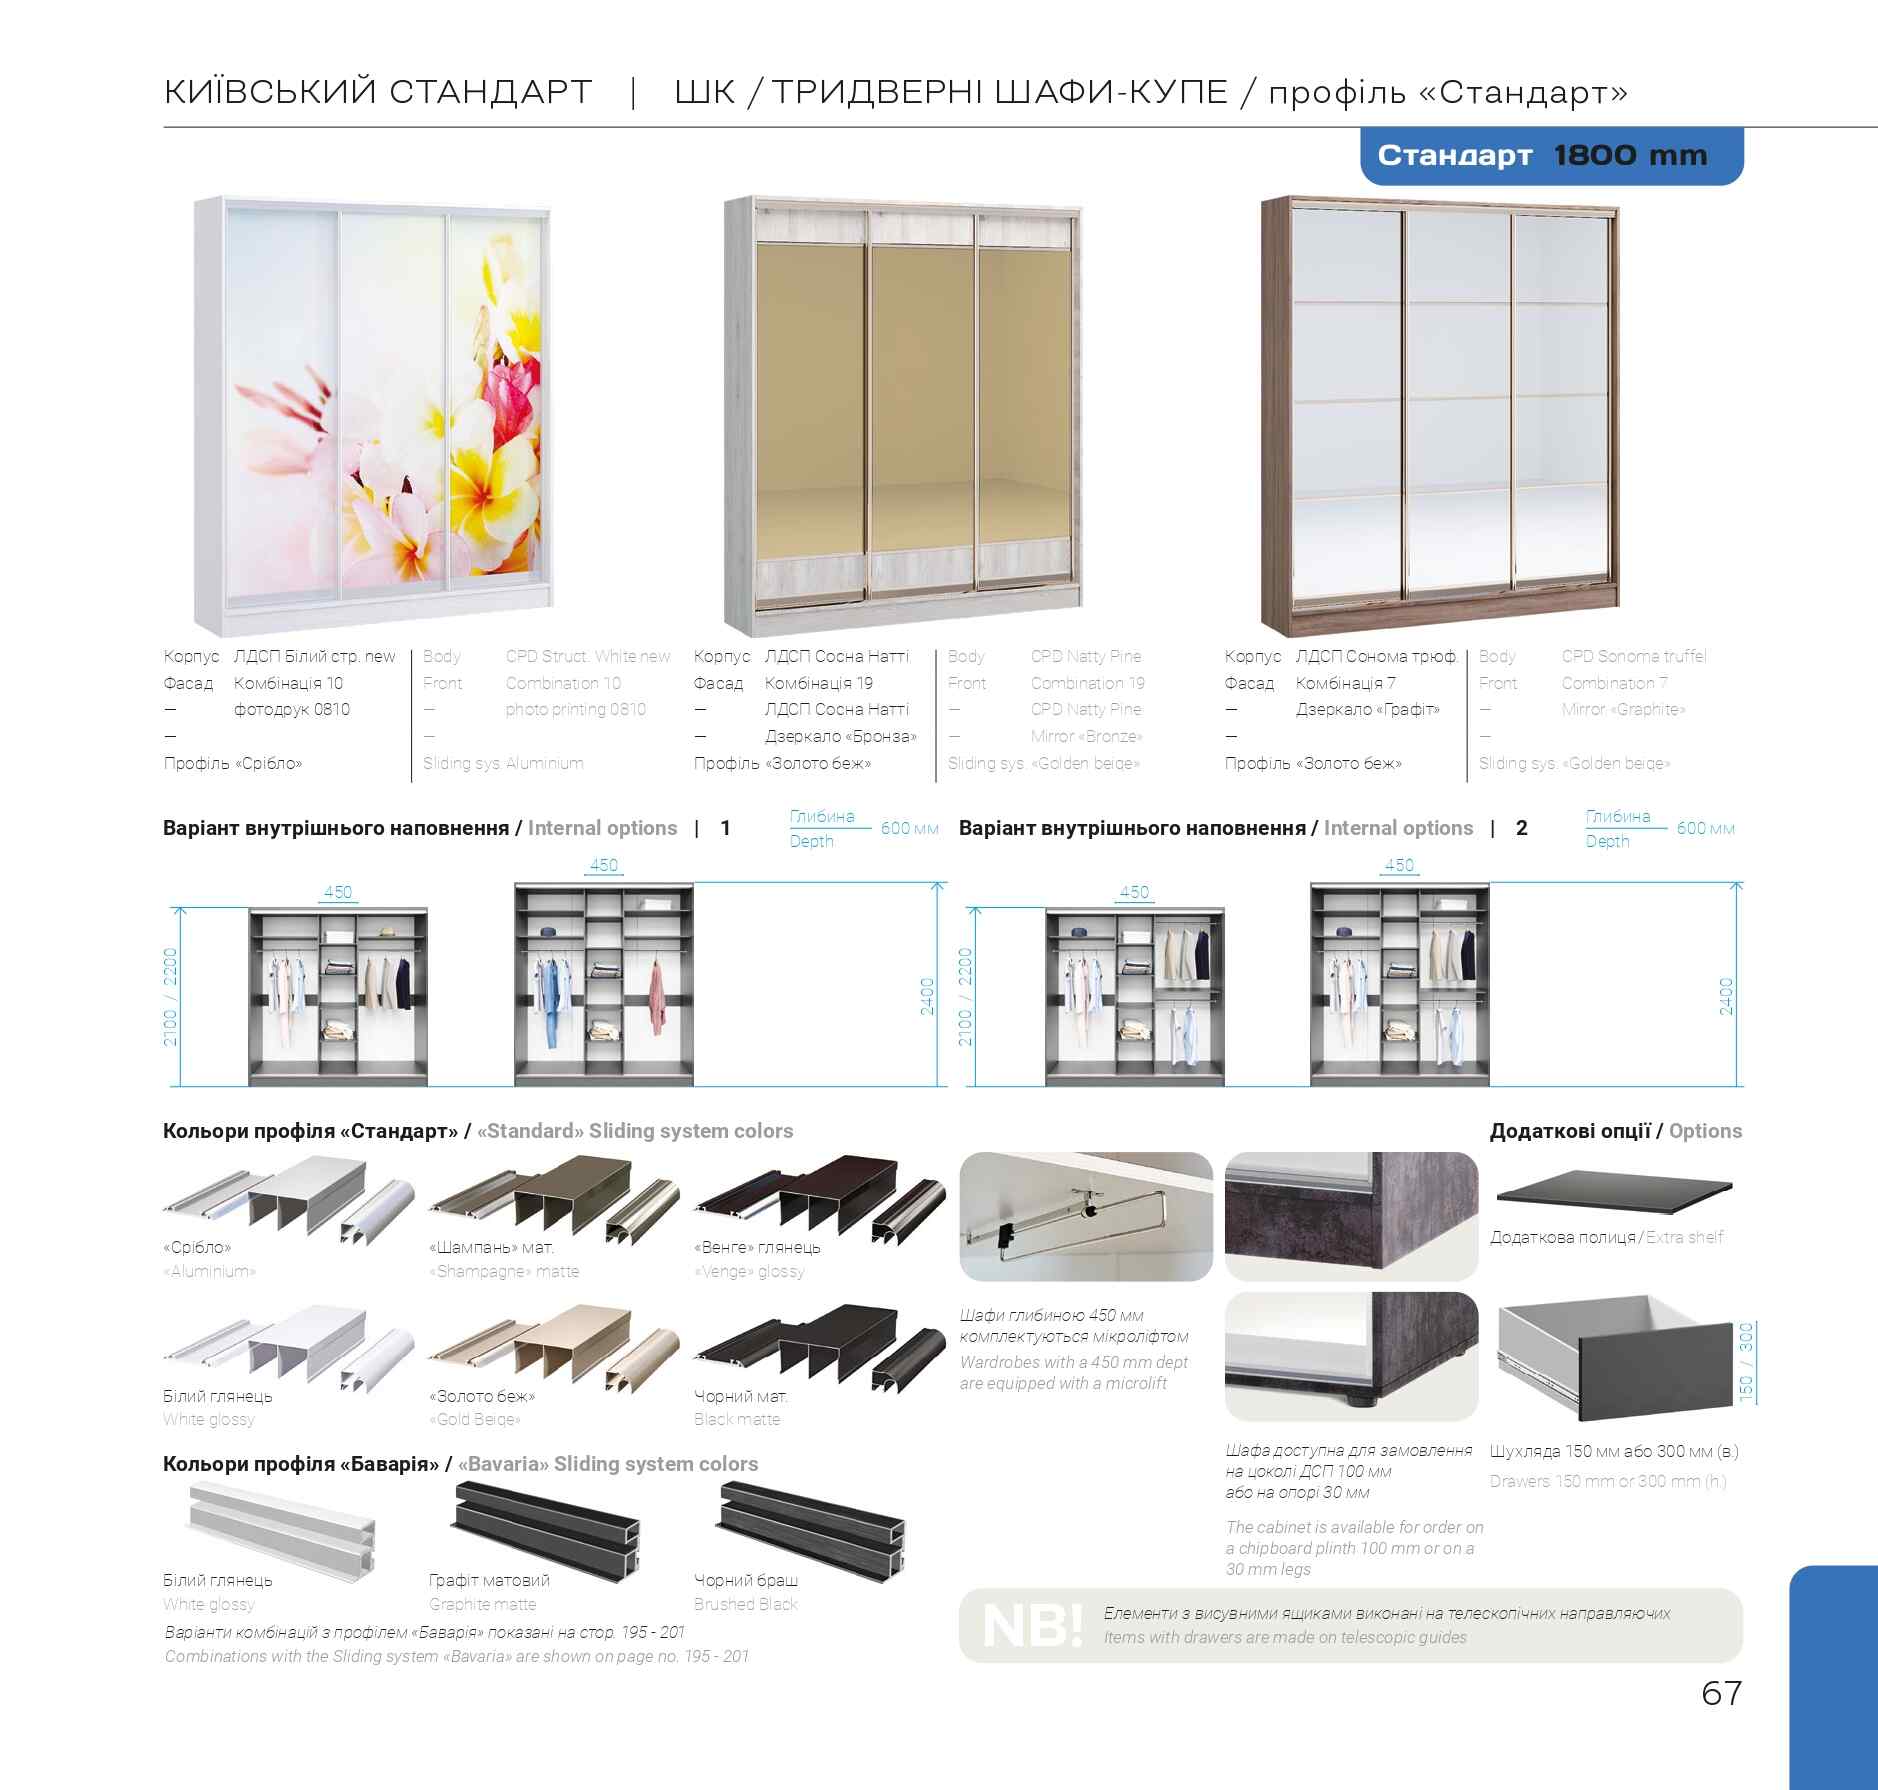 КИЇВСЬКИЙ СТАНДАРТ | ШК / ТРИДВЕРНІ ШАФИ-КУПЕ / профіль «Стандарт»
Стандарт 1800 mm
Корпус ЛДСП Білий стр. new
Фасад Комбінація 10
— фотодрук 0810
—
Профіль «Срібло»
Body CPD Struct. White new
Front Combination 10
— photo printing 0810
—
Sliding sys. Aluminium
Корпус ЛДСП Сосна Натті
Фасад Комбінація 19
— ЛДСП Сосна Натті
— Дзеркало «Бронза»
Профіль «Золото беж»
Body CPD Natty Pine
Front Combination 19
— CPD Natty Pine
— Mirror «Bronze»
Sliding sys. «Golden beige»
Корпус ЛДСП Сонома трюф.
Фасад Комбінація 7
— Дзеркало «Графіт»
—
Профіль «Золото беж»
Body CPD Sonoma truffel
Front Combination 7
— Mirror «Graphite»
—
Sliding sys. «Golden beige»
Варіант внутрішнього наповнення / Internal options | 1
Глибина
Depth
600 мм
450
450
2100 / 2200
2400
Варіант внутрішнього наповнення / Internal options | 2
Глибина
Depth
600 мм
450
450
2100 / 2200
2400
Кольори профіля «Стандарт» / «Standard» Sliding system colors
«Срібло»
«Aluminium»
«Шампань» мат.
«Shampagne» matte
«Венге» глянець
«Venge» glossy
Білий глянець
White glossy
«Золото беж»
«Gold Beige»
Чорний мат.
Black matte
Кольори профіля «Баварія» / «Bavaria» Sliding system colors
Білий глянець
White glossy
Графіт матовий
Graphite matte
Чорний браш
Brushed Black
Варіанти комбінацій з профілем «Баварія» показані на стор. 195 - 201
Combinations with the Sliding system «Bavaria» are shown on page no. 195 - 201
Шафи глибиною 450 мм
комплектуються мікроліфтом
Wardrobes with a 450 mm dept
are equipped with a microlift
Шафа доступна для замовлення
на цоколі ДСП 100 мм
або на опорі 30 мм
The cabinet is available for order on
a chipboard plinth 100 mm or on a
30 mm legs
Додаткові опції / Options
Додаткова полиця / Extra shelf
150 / 300
Шухляда 150 мм або 300 мм (в.)
Drawers 150 mm or 300 mm (h.)
NB!
Елементи з висувними ящиками виконані на телескопічних направляючих
Items with drawers are made on telescopic guides
67